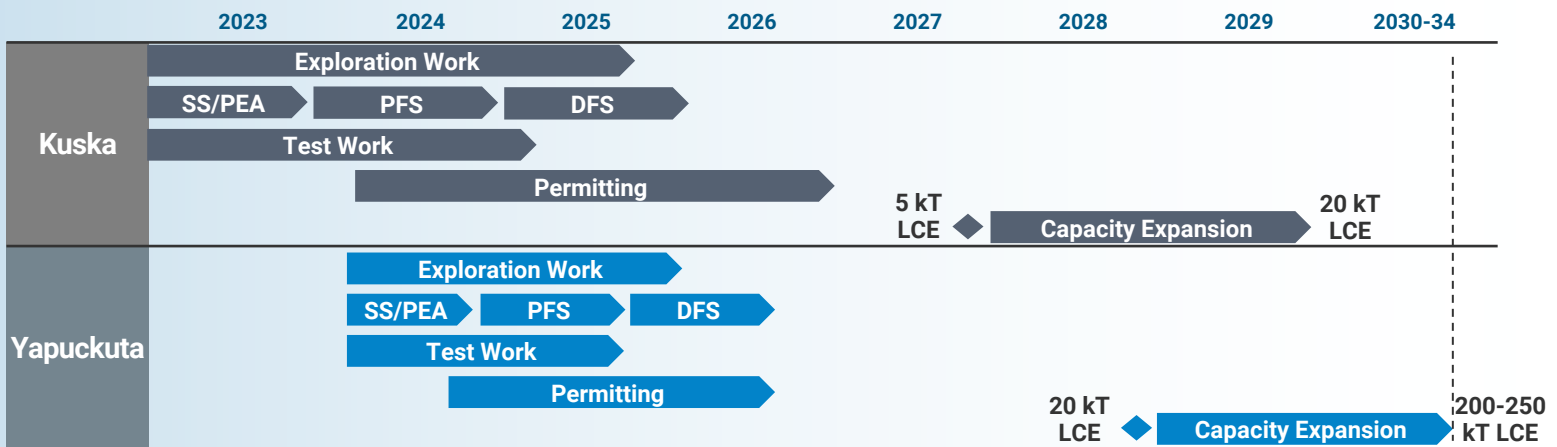 2023 2024 2025 2026 2027 2028 2029 2030-34
Kuska
Exploration Work
SS/PEA PFS DFS
Test Work
Permitting
5 kT
LCE
Capacity Expansion
20 kT
LCE
Yapuckuta
Exploration Work
SS/PEA PFS DFS
Test Work
Permitting
20 kT
LCE
Capacity Expansion
200-250
kT LCE